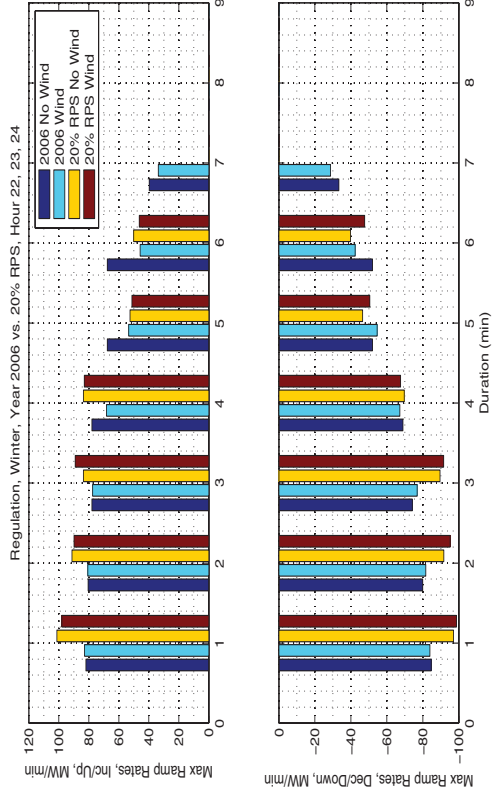 Regulation, Winter, Year 2006 vs. 20% RPS, Hour 22, 23, 24
Max Ramp Rates, Inc/Up, MW/min
120
100
80
60
40
20
0
0 1 2 3 4 5 6 7 8 9
2006 No Wind
2006 Wind
20% RPS No Wind
20% RPS Wind
Max Ramp Rates, Dec/Down, MW/min
0
−20
−40
−60
−80
−100
0 1 2 3 4 5 6 7 8 9
Duration (min)